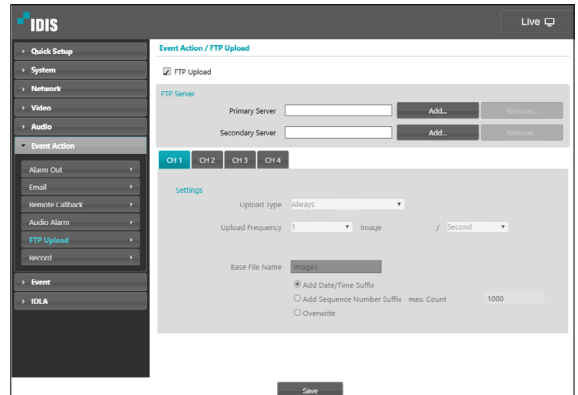 IDIS
Live
Quick Setup
System
Network
Video
Audio
Event Action
Alarm Out
Email
Remote Callback
Audio Alarm
FTP Upload
Record
Event
IDLA
Event Action / FTP Upload
FTP Upload
FTP Server
Primary Server Add... Remove...
Secondary Server Add... Remove...
CH 1 CH 2 CH 3 CH 4
Settings
Upload Type Always
Upload Frequency 1 Image / Second
Base File Name image1
Add Date/Time Suffix
Add Sequence Number Suffix max. Count 1000
Overwrite
Save